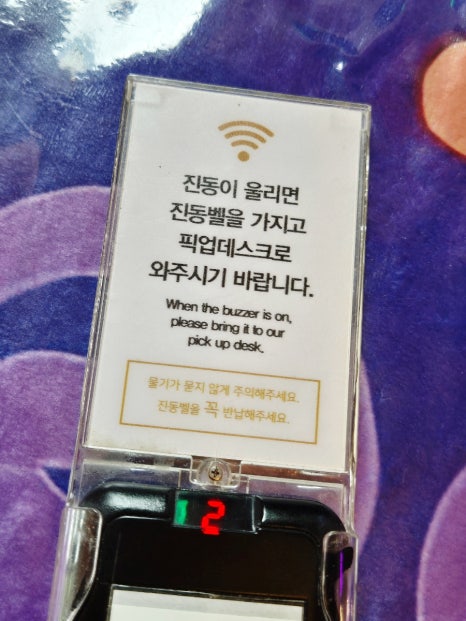 진동이 울리면
진동벨을 가지고
픽업데스크로
와주시기 바랍니다.
When the buzzer is on,
please bring it to our
pick up desk.
물기가 묻지 않게 주의해주세요.
진동벨을 꼭 반납해주세요.
12